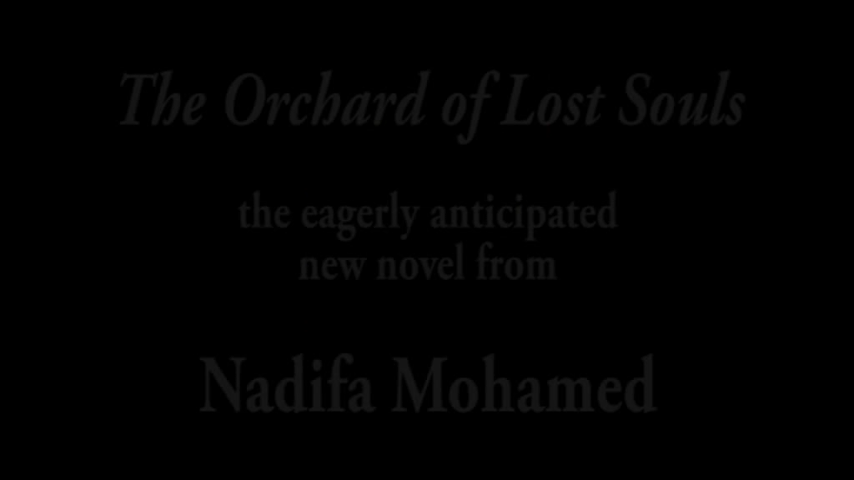 The Orchard of Lost Souls
the eagerly anticipated
new novel from
Nadifa Mohamed